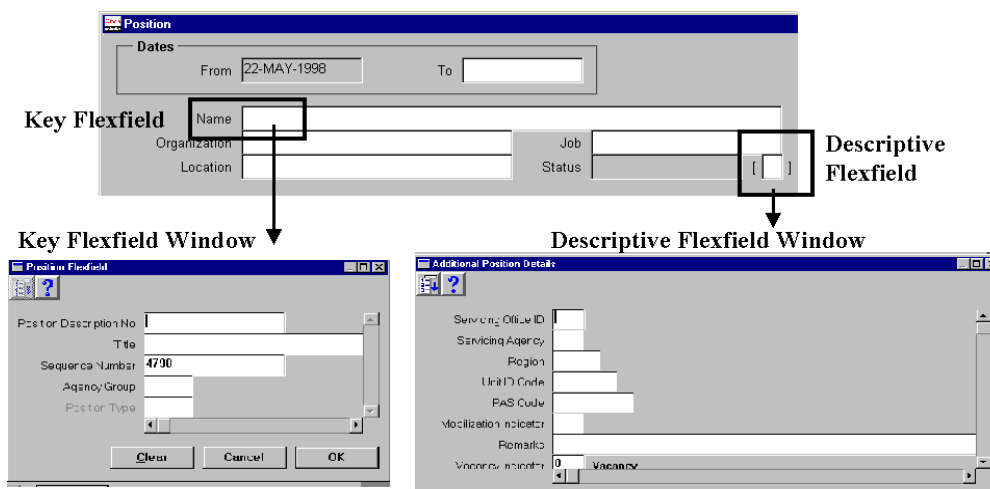 Position
Dates
From 22-MAY-1998 To
Key Flexfield
Name
Organization Job
Location Status [ ]
Descriptive
Flexfield
Key Flexfield Window
Descriptive Flexfield Window
Position Flexfield
?
Position Description No
Title
Sequence Number 4790
Agency Group
Position Type
Clear Cancel OK
Additional Position Details
?
Servicing Office ID
Servicing Agency
Region
Unit ID Code
PAS Code
Mobilization Indicator
Remarks
Vacancy Indicator 0 Vacancy